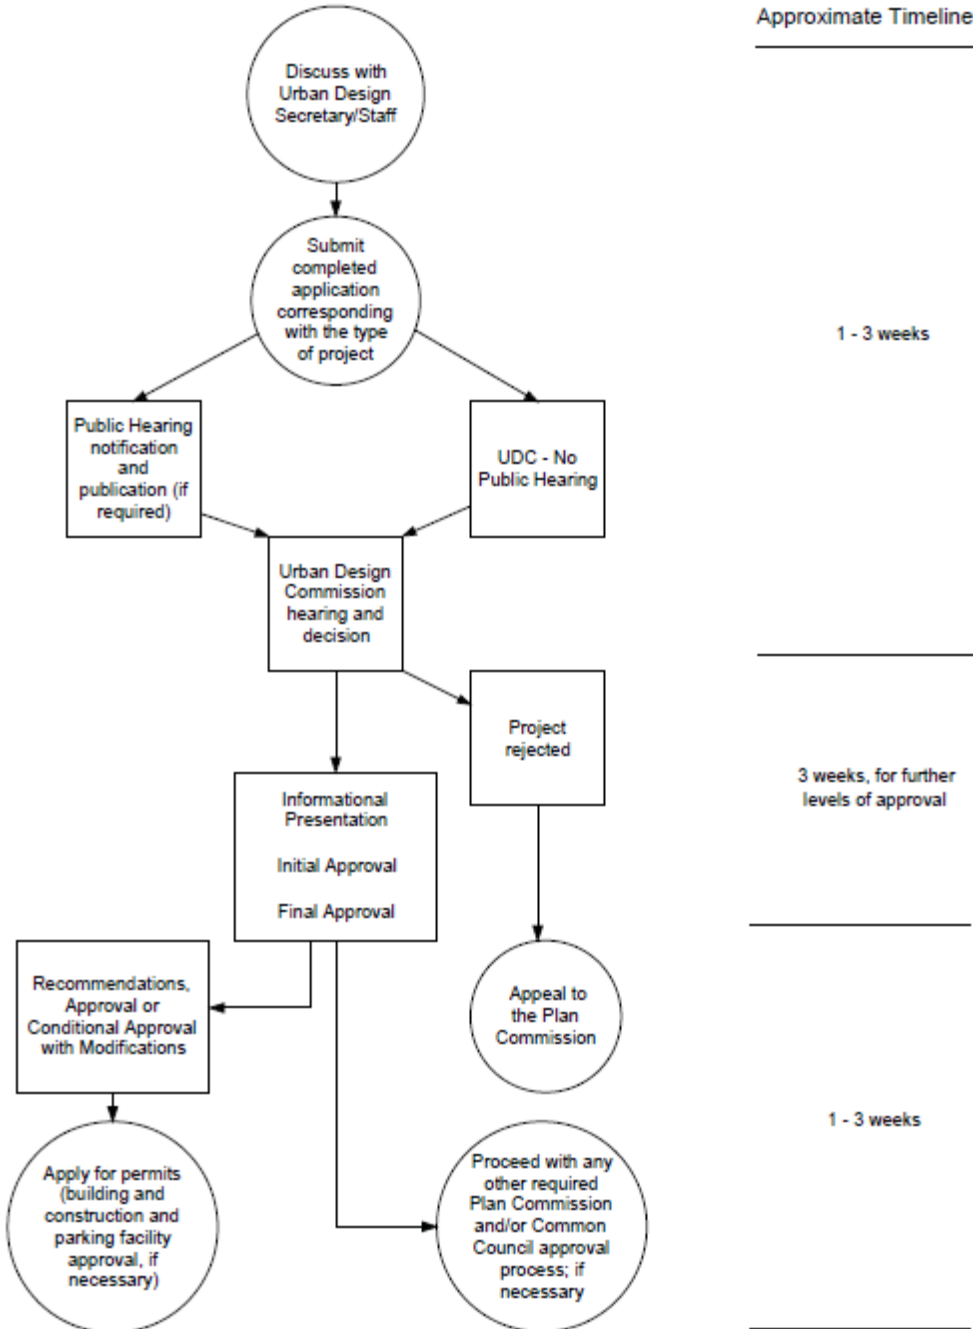 Approximate Timeline
Discuss with
Urban Design
Secretary/Staff
Submit
completed
application
corresponding
with the type
of project
1 - 3 weeks
Public Hearing
notification
and
publication (if
required)
UDC - No
Public Hearing
Urban Design
Commission
hearing and
decision
Project
rejected
3 weeks, for further
levels of approval
Informational
Presentation
Initial Approval
Final Approval
Recommendations,
Approval or
Conditional Approval
with Modifications
Appeal to
the Plan
Commission
1 - 3 weeks
Apply for permits
(building and
construction and
parking facility
approval, if
necessary)
Proceed with any
other required
Plan Commission
and/or Common
Council approval
process; if
necessary